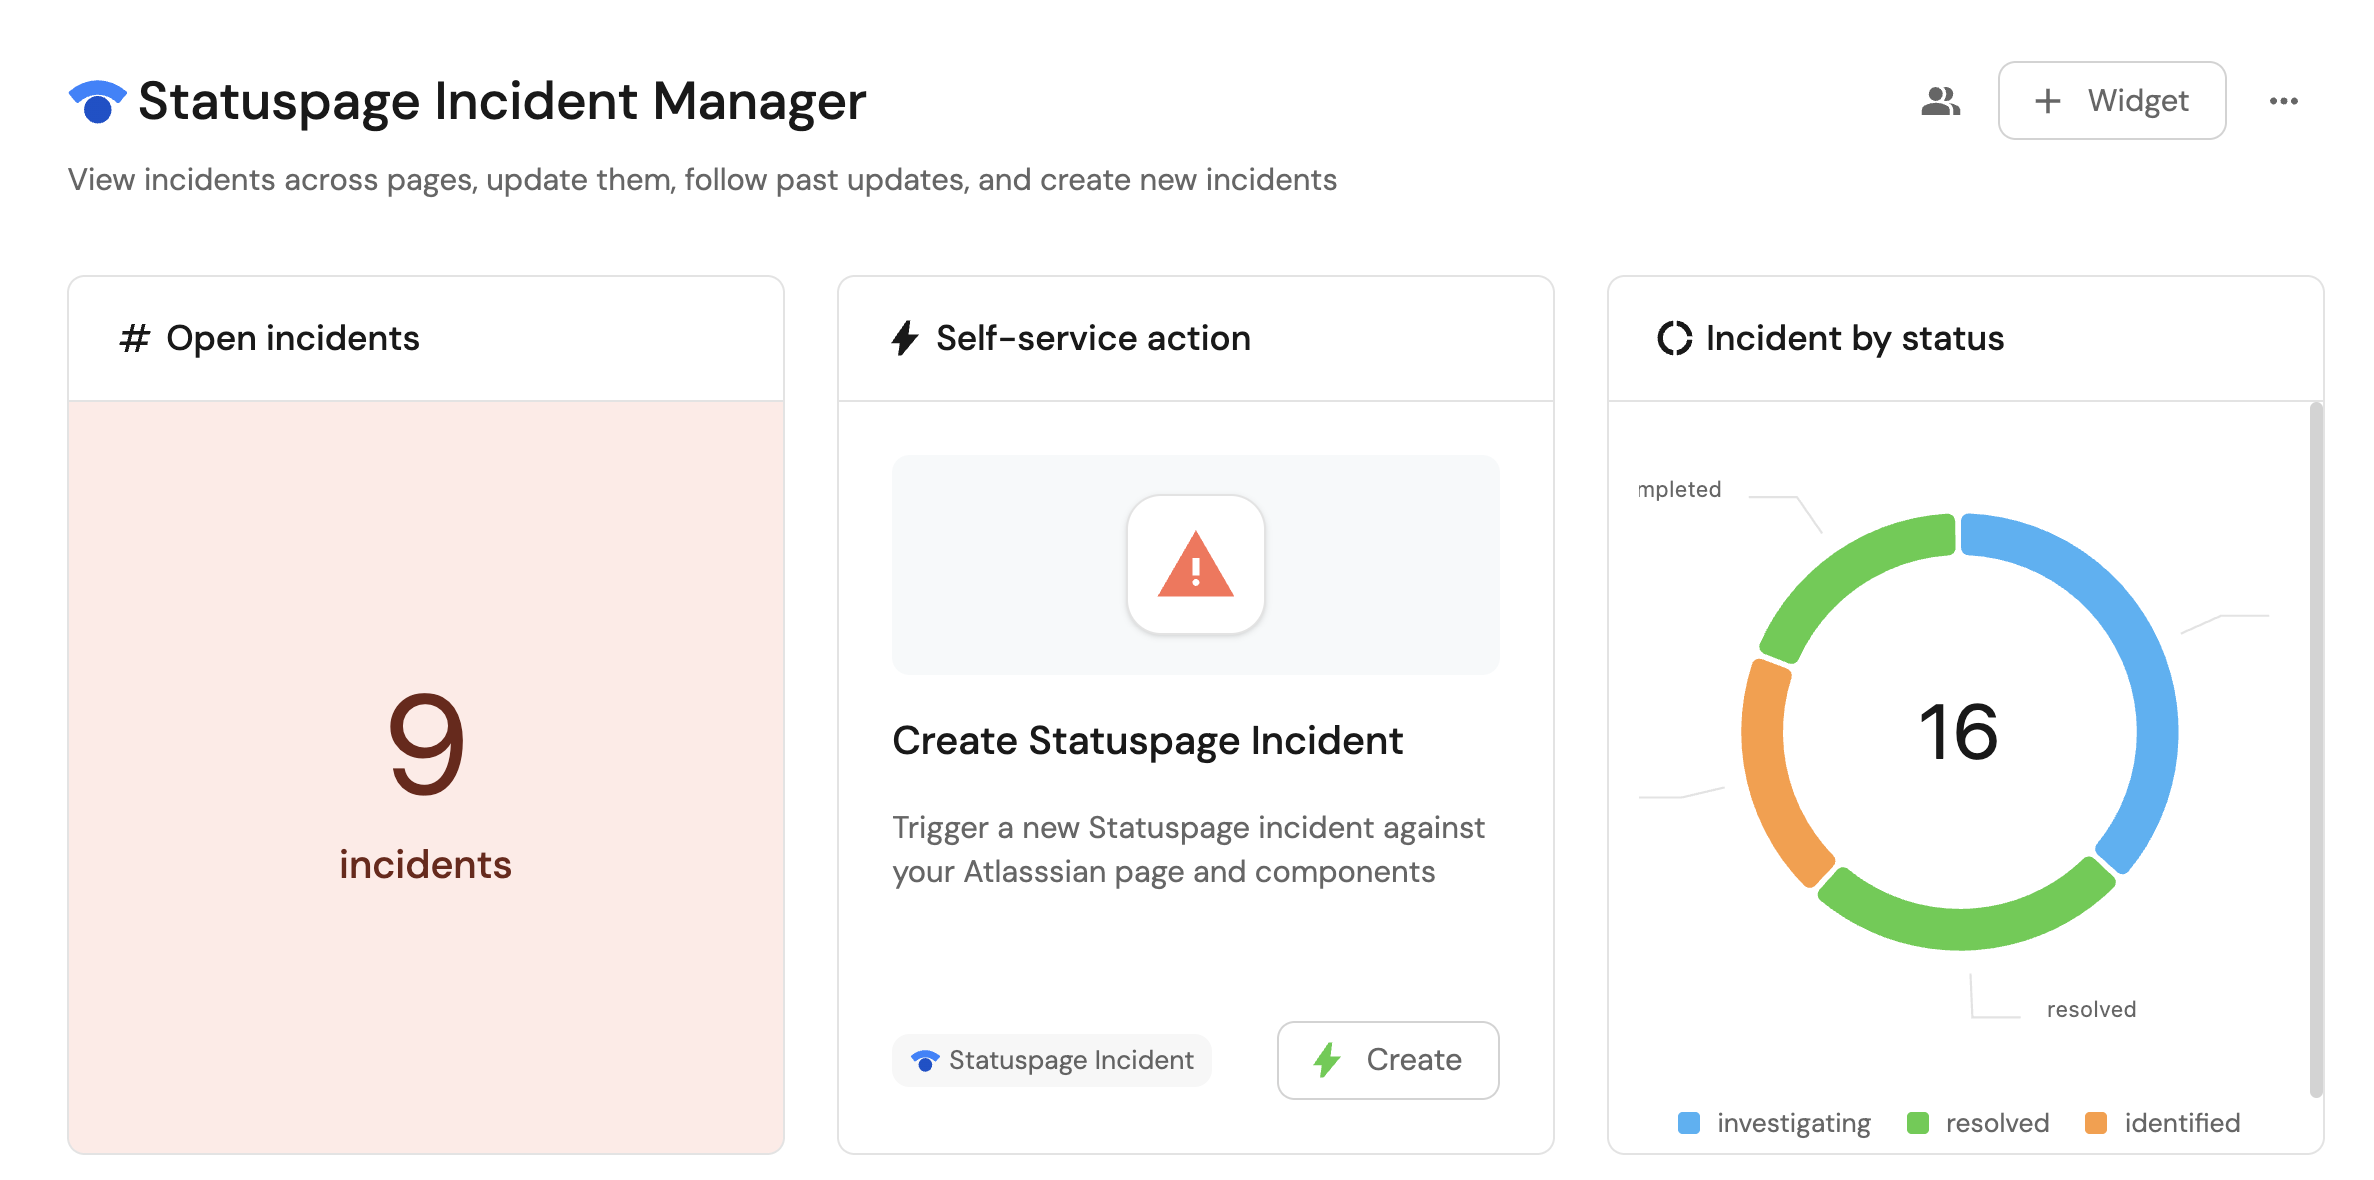 Statuspage Incident Manager
+ Widget
View incidents across pages, update them, follow past updates, and create new incidents
# Open incidents
9
incidents
Self-service action
Create Statuspage Incident
Trigger a new Statuspage incident against
your Atlasssian page and components
Statuspage Incident
Create
Incident by status
mpleted
16
resolved
investigating
resolved
identified